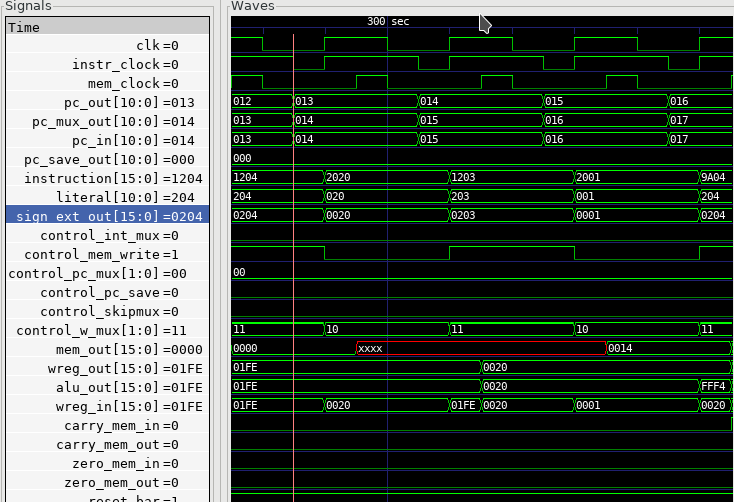 Signals
Waves
Time
300 sec
clk=0
instr_clock=0
mem_clock=0
pc_out[10:0]=013 012 013 014 015 016
pc_mux_out[10:0]=014 013 014 015 016 017
pc_in[10:0]=014 013 014 015 016 017
pc_save_out[10:0]=000 000
instruction[15:0]=1204 1204 2020 1203 2001 9A04
literal[10:0]=204 204 020 203 001 204
sign_ext_out[15:0]=0204 0204 0020 0203 0001 0204
control_int_mux=0
control_mem_write=1
control_pc_mux[1:0]=00 00
control_pc_save=0
control_skipmux=0
control_w_mux[1:0]=11 11 10 11 10 11
mem_out[15:0]=0000 0000 xxxx 0014
wreg_out[15:0]=01FE 01FE 0020
alu_out[15:0]=01FE 01FE 0020 FFF4
wreg_in[15:0]=01FE 01FE 0020 01FE 0020 0001 0020
carry_mem_in=0
carry_mem_out=0
zero_mem_in=0
zero_mem_out=0
reset_bar=1